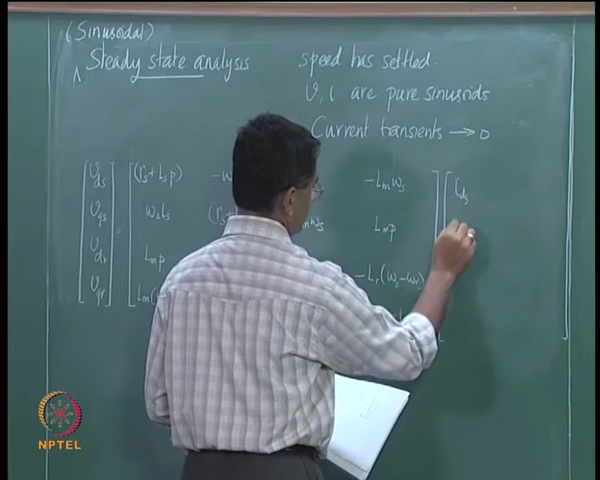 (Sinusoidal)
Steady state analysis speed has settled.
v, i are pure sinusoids
Current transients → 0
v_ds (r_s + L_s p) -L_m ω_s i_ds
v_qs ω_s L_s L_m p
v_dr L_m p -L_r(ω_s - ω_r)
v_qr
NPTEL